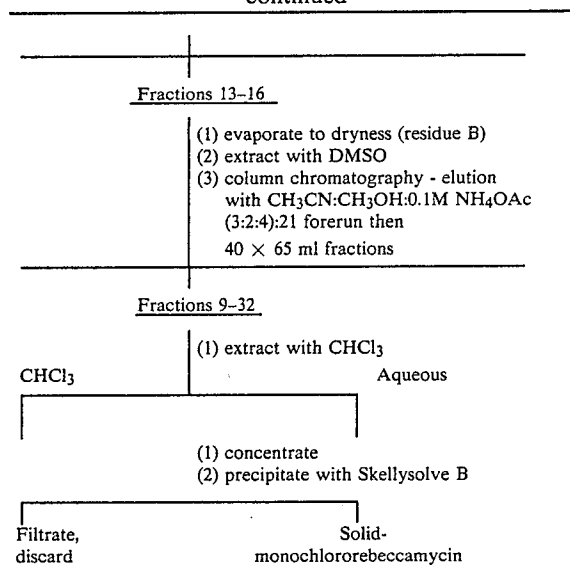 continued
Fractions 13–16
(1) evaporate to dryness (residue B)
(2) extract with DMSO
(3) column chromatography - elution
with CH3CN:CH3OH:0.1M NH4OAc
(3:2:4):21 forerun then
40 × 65 ml fractions
Fractions 9–32
(1) extract with CHCl3
CHCl3 Aqueous
(1) concentrate
(2) precipitate with Skellysolve B
Filtrate, Solid-
discard monochlororebeccamycin